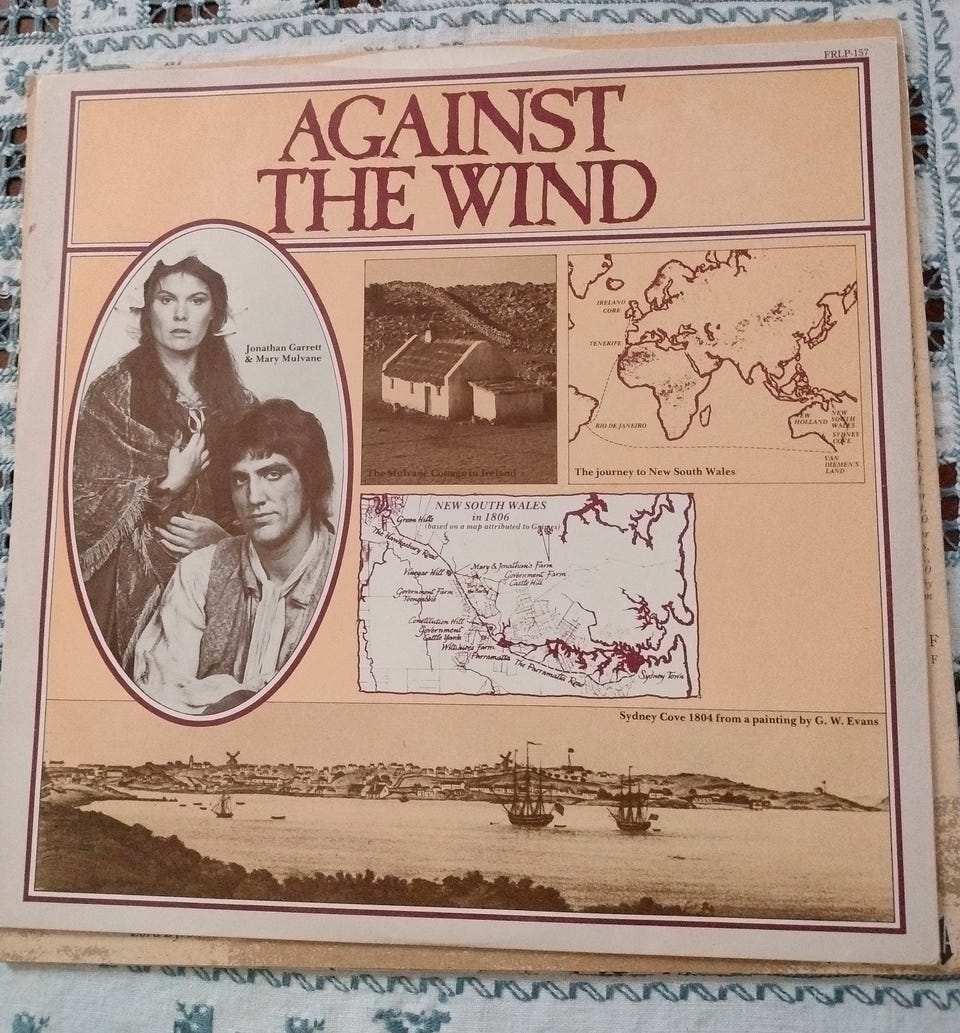 FRLP-157
AGAINST
THE WIND
Jonathan Garrett
& Mary Mulvane
The Mulvane Cottage in Ireland
IRELAND
CORK
TENERIFE
RIO DE JANEIRO
NEW
HOLLAND
NEW
SOUTH
WALES
SYDNEY
COVE
VAN
DIEMEN'S
LAND
The journey to New South Wales
NEW SOUTH WALES
in 1806
(based on a map attributed to Gaines)
Green Hills
The Hawkesbury Road
Vinegar Hill
Mary & Jonathan's Farm
Government Farm
Castle Hill
Government Farm
Toongabbie
Constitution Hill
Government
Cattle Yards
Wiltshire's Farm
Parramatta
The Parramatta River
Sydney Town
Sydney Cove 1804 from a painting by G. W. Evans